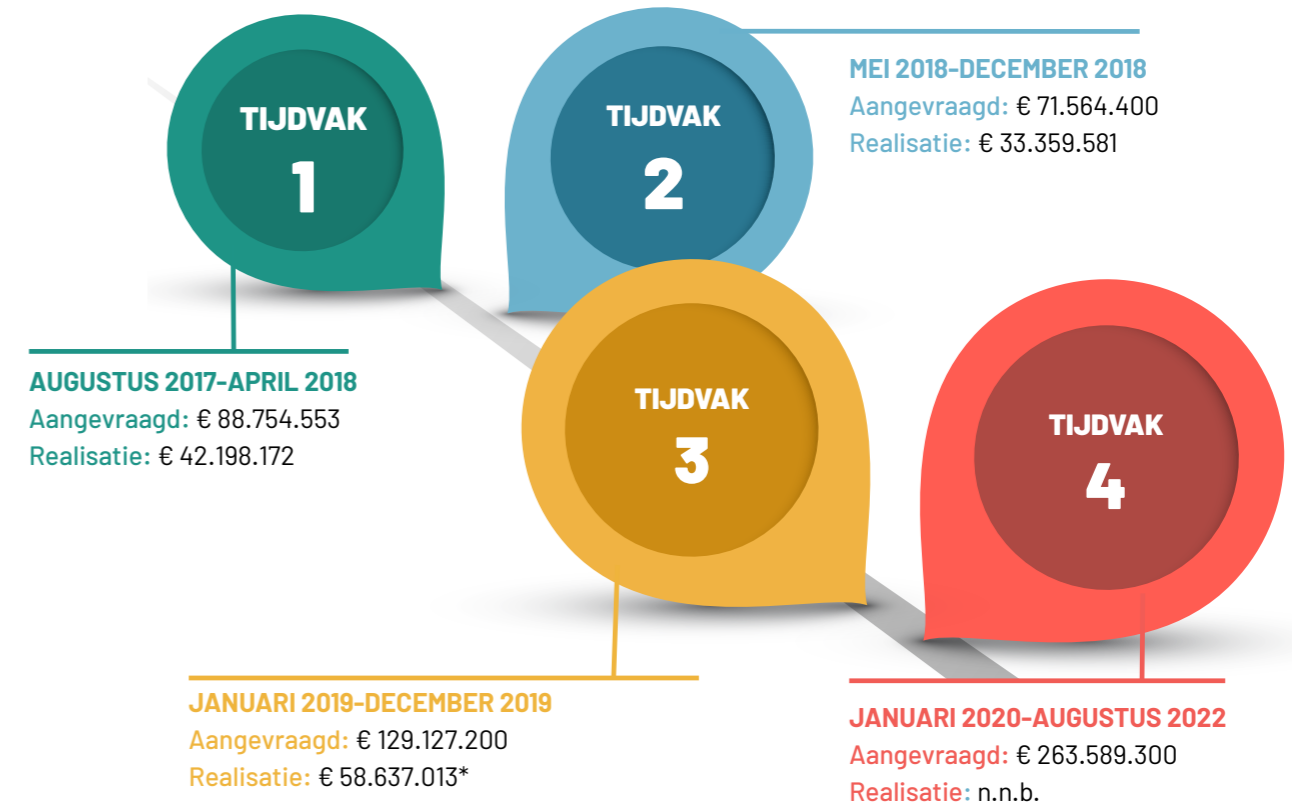 TIJDVAK
1
AUGUSTUS 2017-APRIL 2018
Aangevraagd: € 88.754.553
Realisatie: € 42.198.172
TIJDVAK
2
MEI 2018-DECEMBER 2018
Aangevraagd: € 71.564.400
Realisatie: € 33.359.581
TIJDVAK
3
JANUARI 2019-DECEMBER 2019
Aangevraagd: € 129.127.200
Realisatie: € 58.637.013*
TIJDVAK
4
JANUARI 2020-AUGUSTUS 2022
Aangevraagd: € 263.589.300
Realisatie: n.n.b.